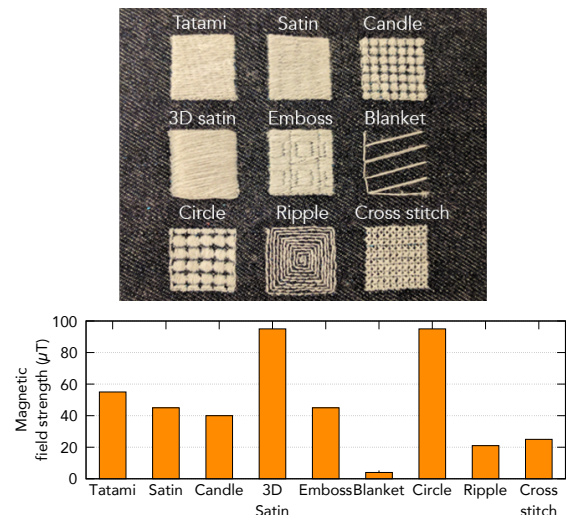 Tatami Satin Candle
3D satin Emboss Blanket
Circle Ripple Cross stitch
100
80
60
40
20
0
Magnetic
field strength (μT)
Tatami Satin Candle 3D Emboss Blanket Circle Ripple Cross
Satin stitch